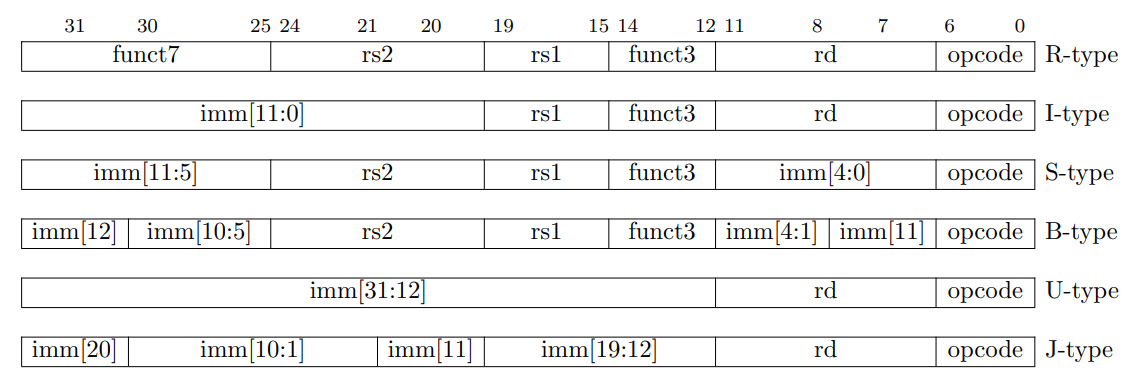 31 30 25 24 21 20 19 15 14 12 11 8 7 6 0
funct7 rs2 rs1 funct3 rd opcode R-type
imm[11:0] rs1 funct3 rd opcode I-type
imm[11:5] rs2 rs1 funct3 imm[4:0] opcode S-type
imm[12] imm[10:5] rs2 rs1 funct3 imm[4:1] imm[11] opcode B-type
imm[31:12] rd opcode U-type
imm[20] imm[10:1] imm[11] imm[19:12] rd opcode J-type